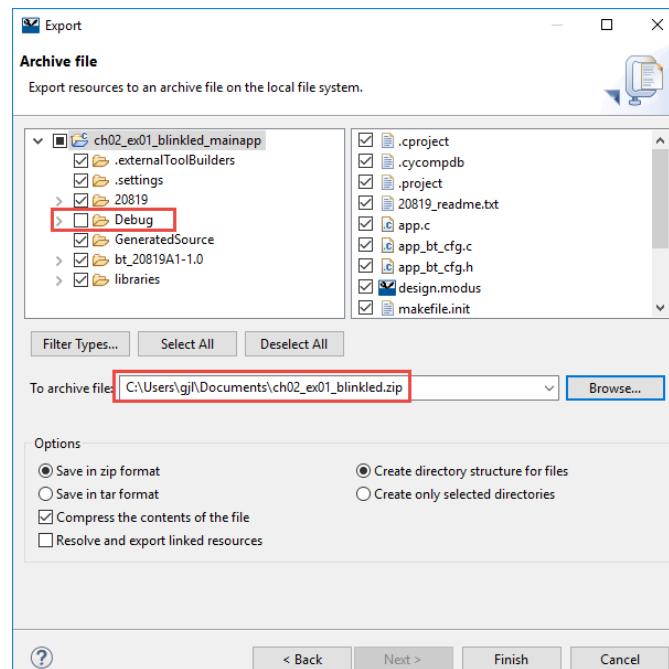 Export
Archive file
Export resources to an archive file on the local file system.
ch02_ex01_blinkled_mainapp
.externalToolBuilders
.settings
20819
Debug
GeneratedSource
bt_20819A1-1.0
libraries
.cproject
.cycompdb
.project
20819_readme.txt
app.c
app_bt_cfg.c
app_bt_cfg.h
design.modus
makefile.init
Filter Types...
Select All
Deselect All
To archive file:
C:\Users\gjl\Documents\ch02_ex01_blinkled.zip
Browse...
Options
Save in zip format
Create directory structure for files
Save in tar format
Create only selected directories
Compress the contents of the file
Resolve and export linked resources
?
< Back
Next >
Finish
Cancel